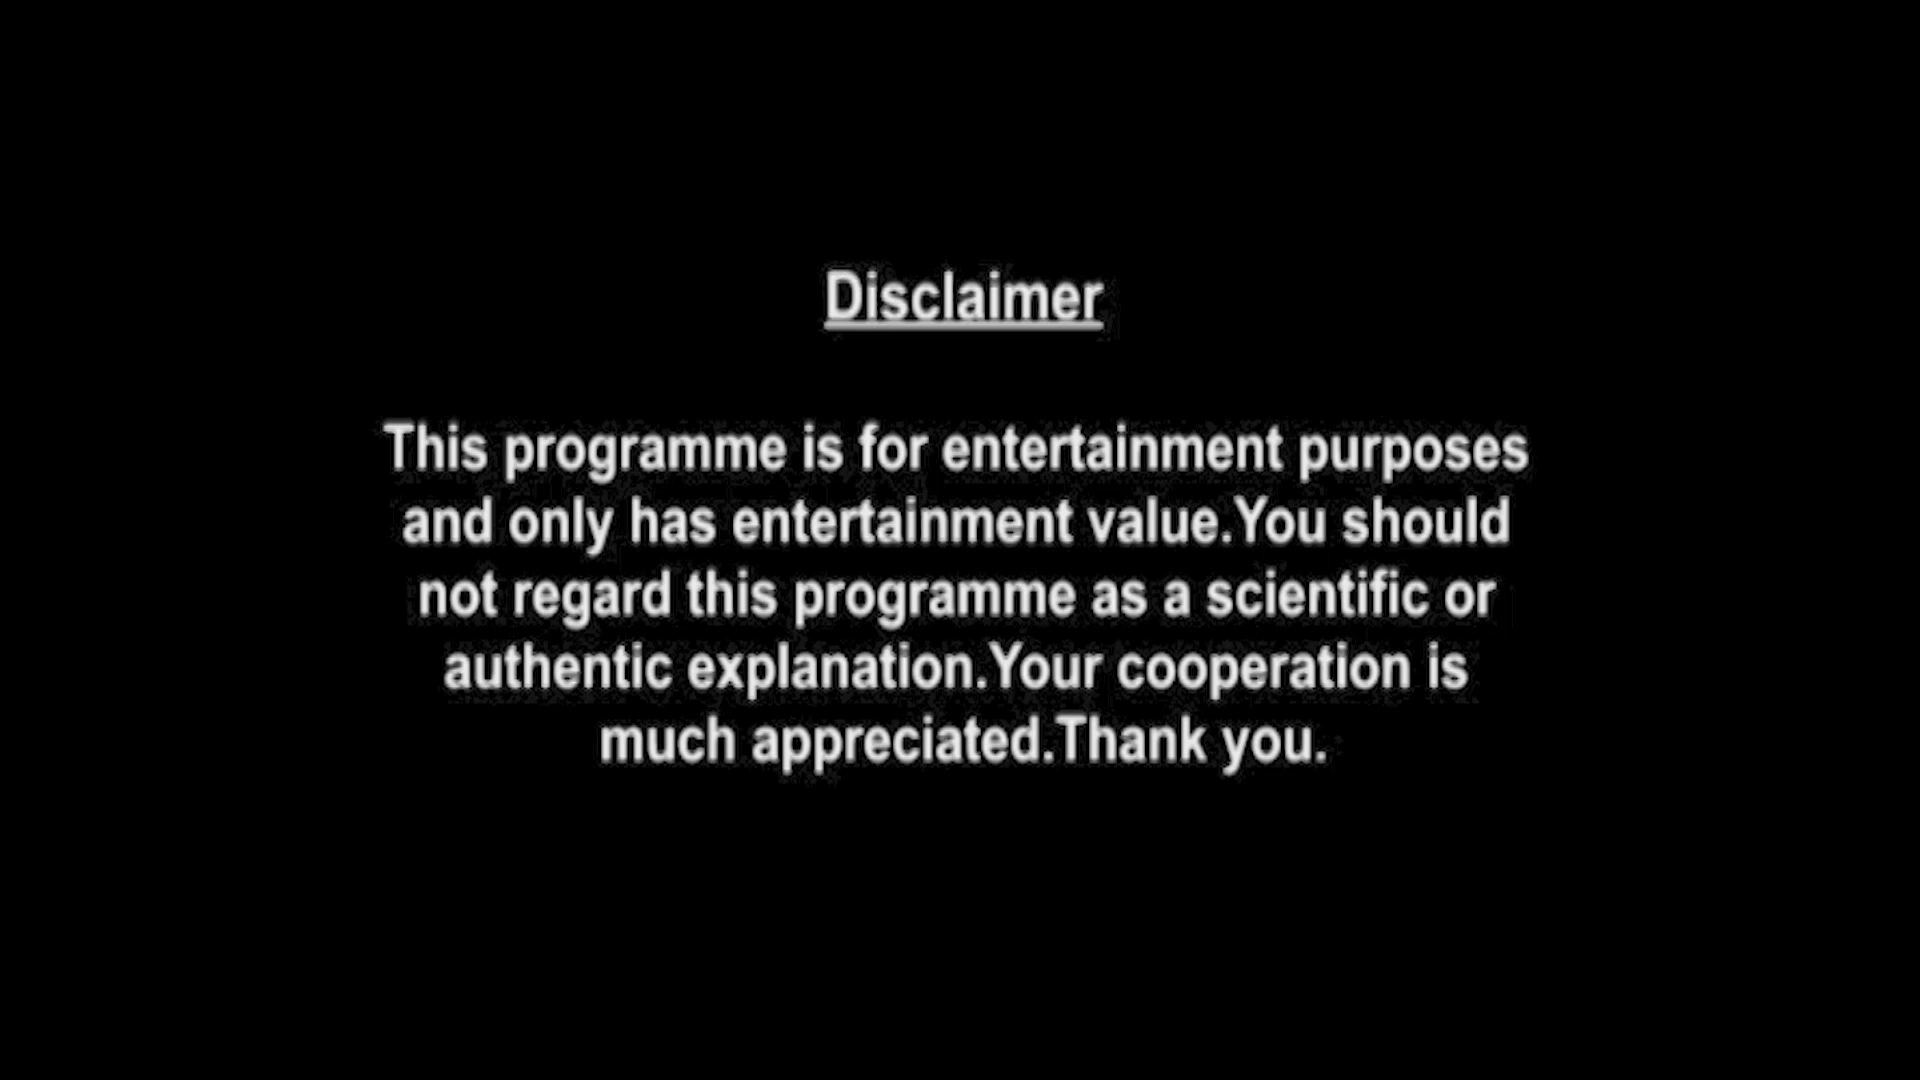 Disclaimer
This programme is for entertainment purposes
and only has entertainment value.You should
not regard this programme as a scientific or
authentic explanation.Your cooperation is
much appreciated.Thank you.